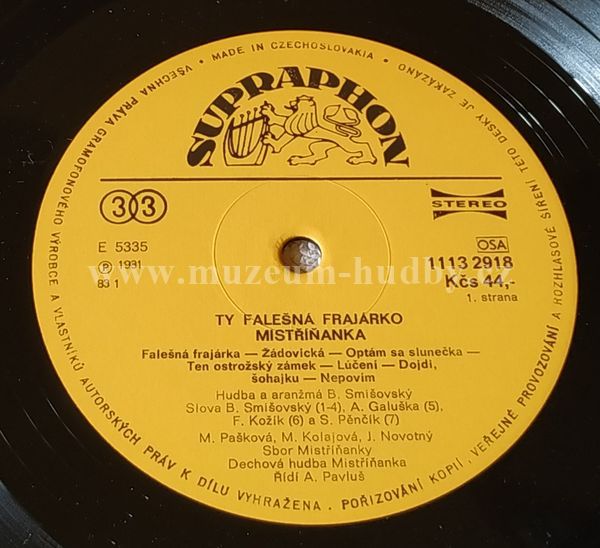 VŠECHNA PRÁVA GRAMOFONOVÉHO VÝROBCE A VLASTNÍKŮ AUTORSKÝCH PRÁV K DÍLU VYHRAŽENA. POŘIZOVÁNÍ KOPIÍ, VEŘEJNÉ PROVOZOVÁNÍ A ROZHLASOVÉ ŠÍŘENÍ TÉTO DESKY JE ZAKÁZÁNO • MADE IN CZECHOSLOVAKIA •
SUPRAPHON
33
STEREO
E 5335
OSA
Ⓟ 1931
1113 2918
83 1
Kčs 44,-
1. strana
www.muzeum-hudby.cz
TY FALEŠNÁ FRAJÁRKO
MISTŘÍŇANKA
Falešná frajárka — Žádovická — Optám sa slunečka —
Ten ostrožský zámek — Lúčení — Dojdi,
šohajku — Nepovím
Hudba a aranžmá B. Smišovský
Slova B. Smišovský (1-4), A. Galuška (5),
F. Kožík (6) a S. Pěnčík (7)
M. Pašková, M. Kolajová, J. Novotný
Sbor Mistříňanky
Dechová hudba Mistříňanka
Řídí A. Pavluš